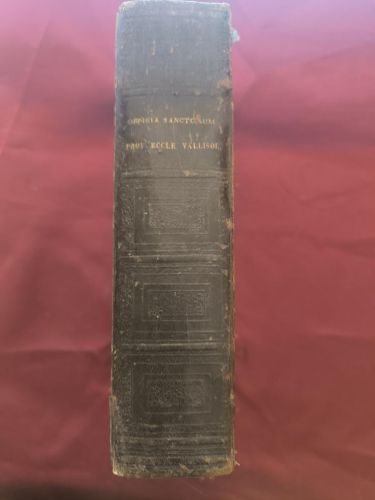 OFFICIA SANCTORUM
PROV ECCLE VALLISOL